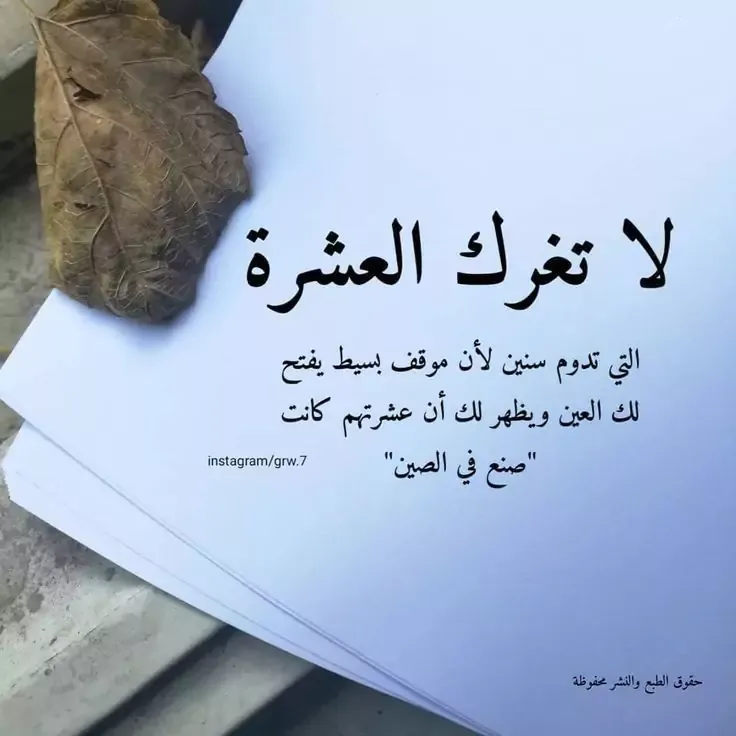 لا تغرك العشرة
التي تدوم سنين لأن موقف بسيط يفتح
لك العين ويظهر لك أن عشرتهم كانت
"صنع في الصين"
instagram/grw.7
حقوق الطبع والنشر محفوظة